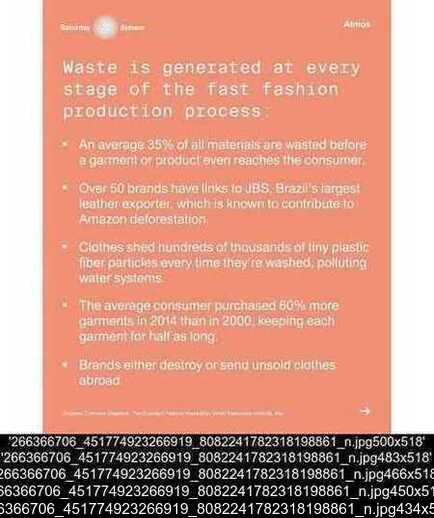 Saturday School
Atmos
Waste is generated at every
stage of the fast fashion
production process:
• An average 35% of all materials are wasted before
a garment or product even reaches the consumer.
• Over 50 brands have links to JBS, Brazil's largest
leather exporter, which is known to contribute to
Amazon deforestation.
• Clothes shed hundreds of thousands of tiny plastic
fiber particles every time they're washed, polluting
water systems.
• The average consumer purchased 60% more
garments in 2014 than in 2000, keeping each
garment for half as long.
• Brands either destroy or send unsold clothes
abroad
'266366706_451774923266919_8082241782318198861_n.jpg500x518'
'266366706_451774923266919_8082241782318198861_n.jpg483x518'
266366706_451774923266919_8082241782318198861_n.jpg466x518
66366706_451774923266919_8082241782318198861_n.jpg450x51
6366706_451774923266919_8082241782318198861_n.jpg434x5